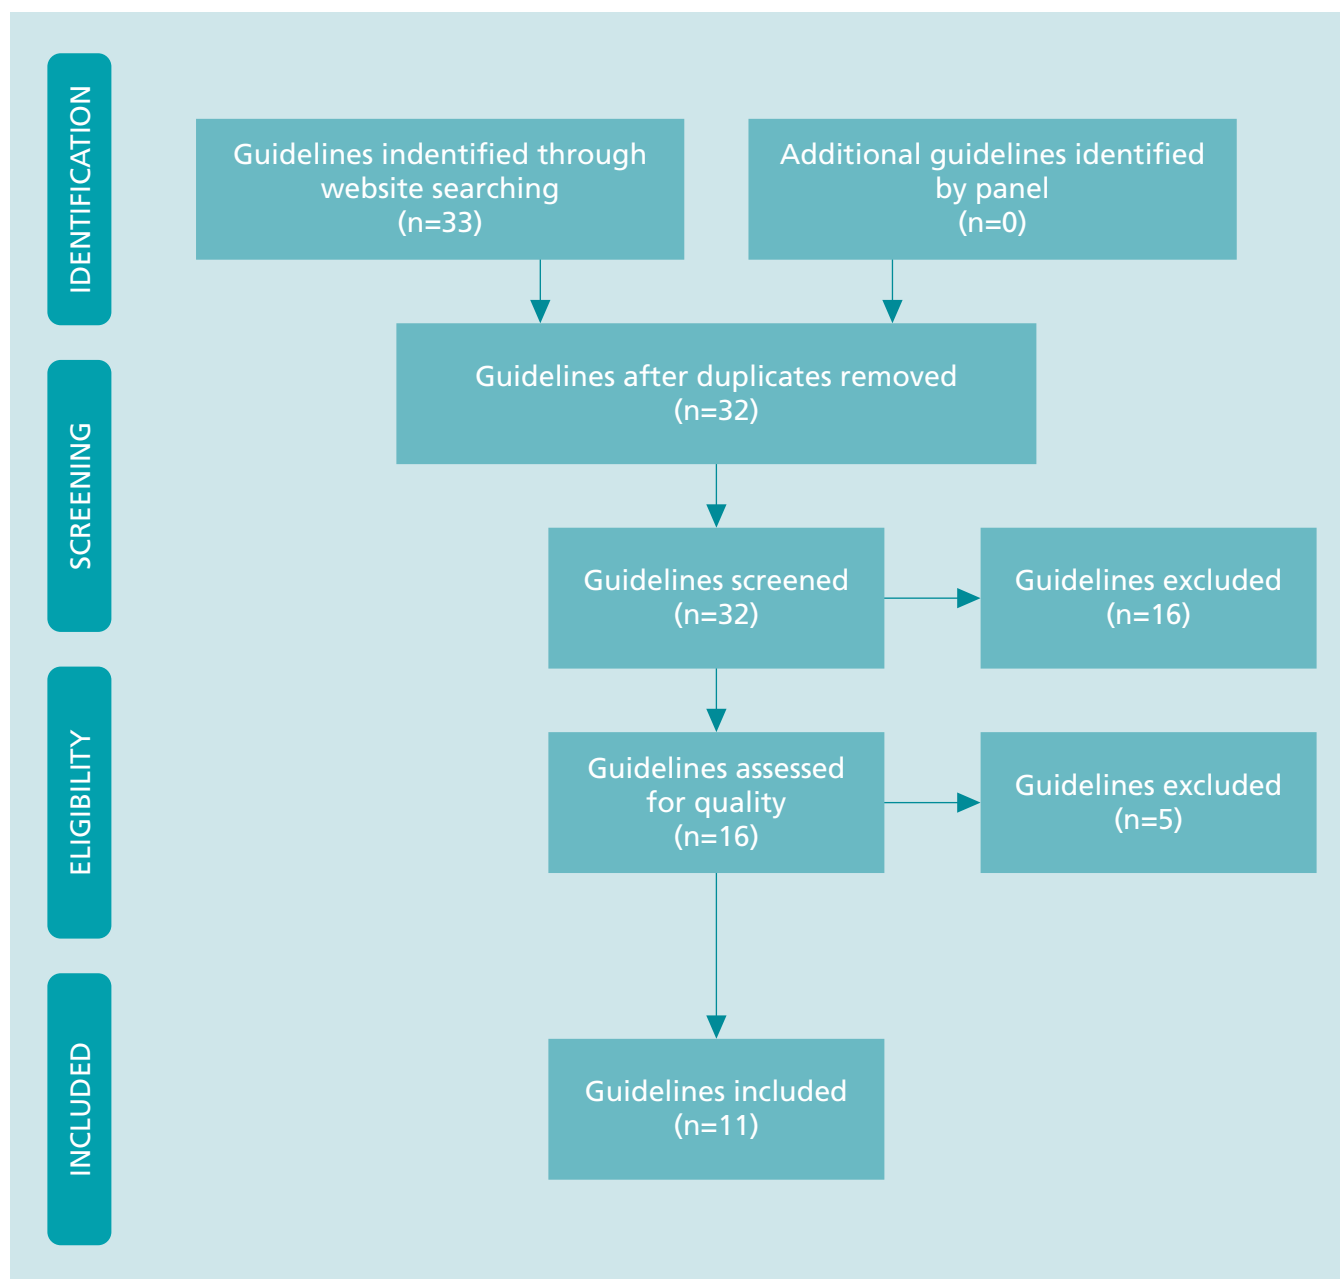 IDENTIFICATION
Guidelines indentified through
website searching
(n=33)
Additional guidelines identified
by panel
(n=0)
SCREENING
Guidelines after duplicates removed
(n=32)
Guidelines screened
(n=32)
Guidelines excluded
(n=16)
ELIGIBILITY
Guidelines assessed
for quality
(n=16)
Guidelines excluded
(n=5)
INCLUDED
Guidelines included
(n=11)